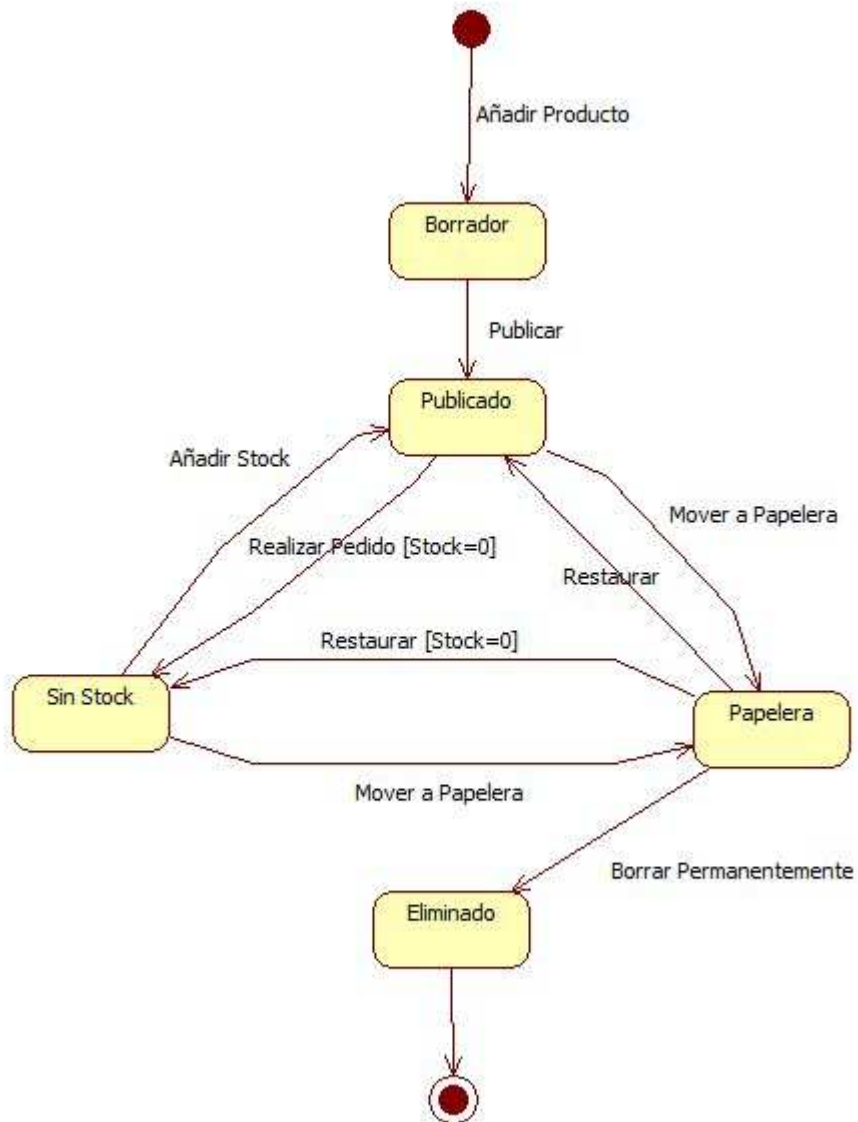 Añadir Producto
Borrador
Publicar
Publicado
Añadir Stock
Mover a Papelera
Realizar Pedido [Stock=0]
Restaurar
Restaurar [Stock=0]
Sin Stock
Papelera
Mover a Papelera
Borrar Permanentemente
Eliminado